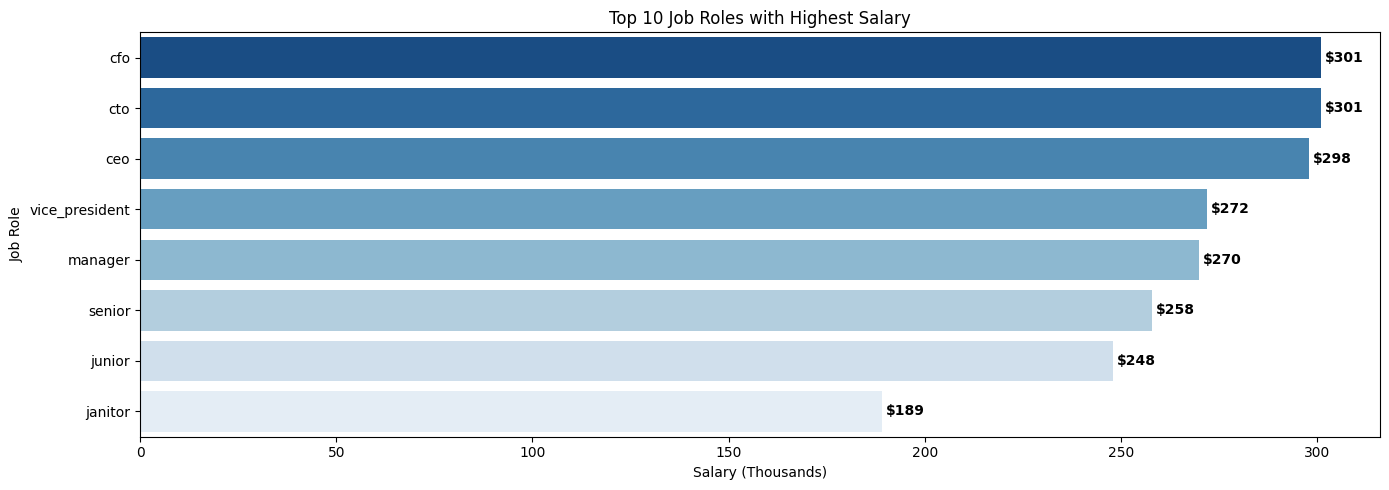 Top 10 Job Roles with Highest Salary
Job Role
cfo $301
cto $301
ceo $298
vice_president $272
manager $270
senior $258
junior $248
janitor $189
0 50 100 150 200 250 300
Salary (Thousands)